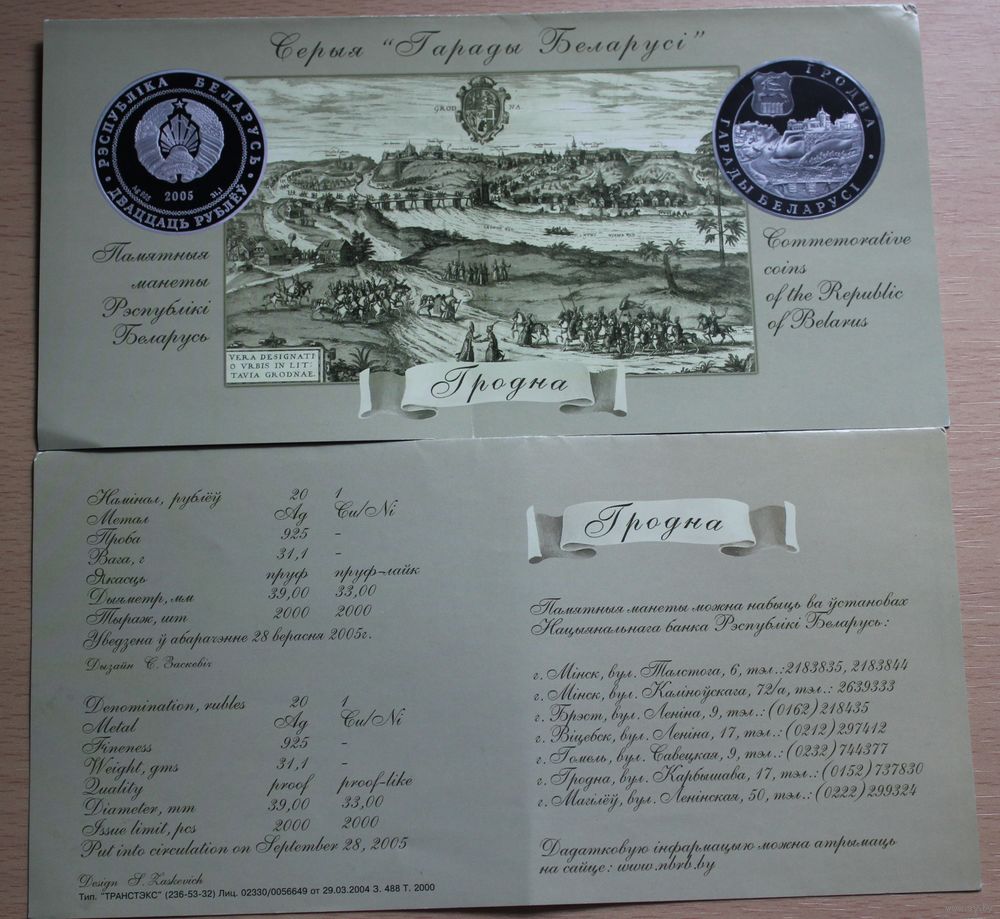 Серыя "Гарады Беларусі"
РЭСПУБЛІКА БЕЛАРУСЬ
Ag 925 2005 31,1
ДВАЦЦАЦЬ РУБЛЁЎ
ГРОДНА
ГАРАДЫ БЕЛАРУСІ
GROD NA
Памятныя
манеты
Рэспублікі
Беларусь
Commemorative
coins
of the Republic
of Belarus
VERA DESIGNATI
O VRBIS IN LIT-
TAVIA GRODNAE.
Гродна
Намінал, рублёў 20 1
Метал Ag Cu/Ni
Проба 925 -
Вага, г 31,1 -
Якасць пруф пруф-лайк
Дыяметр, мм 39,00 33,00
Тыраж, шт 2000 2000
Уведзена ў абарачэнне 28 верасня 2005г.
Дызайн С. Заскевіч
Denomination, rubles 20 1
Metal Ag Cu/Ni
Fineness 925 -
Weight, gms 31,1 -
Quality proof proof-like
Diameter, mm 39,00 33,00
Issue limit, pcs 2000 2000
Put into circulation on September 28, 2005
Design S. Zaskevich
Тип. "ТРАНСТЭКС" (236-53-32) Лиц. 02330/0056649 от 29.03.2004 З. 488 Т. 2000
Гродна
Памятныя манеты можна набыць ва ўстановах
Нацыянальнага банка Рэспублікі Беларусь:
г. Мінск, вул. Талстога, 6, тэл.:2183835, 2183844
г. Мінск, вул. Каліноўскага, 72/а, тэл.: 2639333
г. Брэст, вул. Леніна, 9, тэл.:(0162)218435
г. Віцебск, вул. Леніна, 17, тэл.:(0212)297412
г. Гомель, вул. Савецкая, 9, тэл.:(0232)744377
г. Гродна, вул. Карбышава, 17, тэл.:(0152)737830
г. Магілёў, вул. Ленінская, 50, тэл.:(0222)299324
Дадатковую інфармацыю можна атрымаць
на сайце: www.nbrb.by